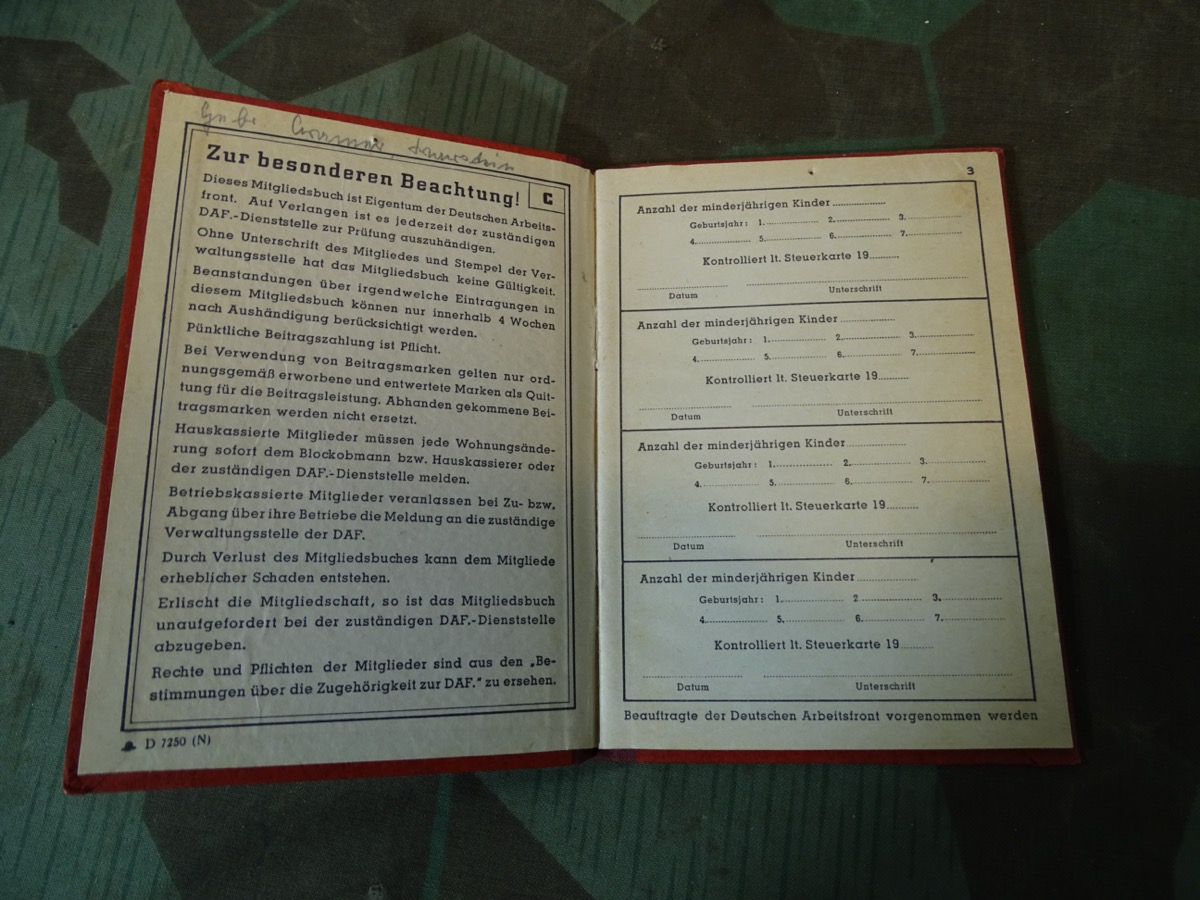 Zur besonderen Beachtung!
C
Dieses Mitgliedsbuch ist Eigentum der Deutschen Arbeits-
front. Auf Verlangen ist es jederzeit der zuständigen
DAF.-Dienststelle zur Prüfung auszuhändigen.
Ohne Unterschrift des Mitgliedes und Stempel der Ver-
waltungsstelle hat das Mitgliedsbuch keine Gültigkeit.
Beanstandungen über irgendwelche Eintragungen in
diesem Mitgliedsbuch können nur innerhalb 4 Wochen
nach Aushändigung berücksichtigt werden.
Pünktliche Beitragszahlung ist Pflicht.
Bei Verwendung von Beitragsmarken gelten nur ord-
nungsgemäß erworbene und entwertete Marken als Quit-
tung für die Beitragsleistung. Abhanden gekommene Bei-
tragsmarken werden nicht ersetzt.
Hauskassierte Mitglieder müssen jede Wohnungsände-
rung sofort dem Blockobmann bzw. Hauskassierer oder
der zuständigen DAF.-Dienststelle melden.
Betriebskassierte Mitglieder veranlassen bei Zu- bzw.
Abgang über ihre Betriebe die Meldung an die zuständige
Verwaltungsstelle der DAF.
Durch Verlust des Mitgliedsbuches kann dem Mitgliede
erheblicher Schaden entstehen.
Erlischt die Mitgliedschaft, so ist das Mitgliedsbuch
unaufgefordert bei der zuständigen DAF.-Dienststelle
abzugeben.
Rechte und Pflichten der Mitglieder sind aus den „Be-
stimmungen über die Zugehörigkeit zur DAF.“ zu ersehen.
D 7250 (N)
3
Anzahl der minderjährigen Kinder
Geburtsjahr: 1. 2. 3.
4. 5. 6. 7.
Kontrolliert lt. Steuerkarte 19
Datum Unterschrift
Anzahl der minderjährigen Kinder
Geburtsjahr: 1. 2. 3.
4. 5. 6. 7.
Kontrolliert lt. Steuerkarte 19
Datum Unterschrift
Anzahl der minderjährigen Kinder
Geburtsjahr: 1. 2. 3.
4. 5. 6. 7.
Kontrolliert lt. Steuerkarte 19
Datum Unterschrift
Anzahl der minderjährigen Kinder
Geburtsjahr: 1. 2. 3.
4. 5. 6. 7.
Kontrolliert lt. Steuerkarte 19
Datum Unterschrift
Beauftragte der Deutschen Arbeitsfront vorgenommen werden